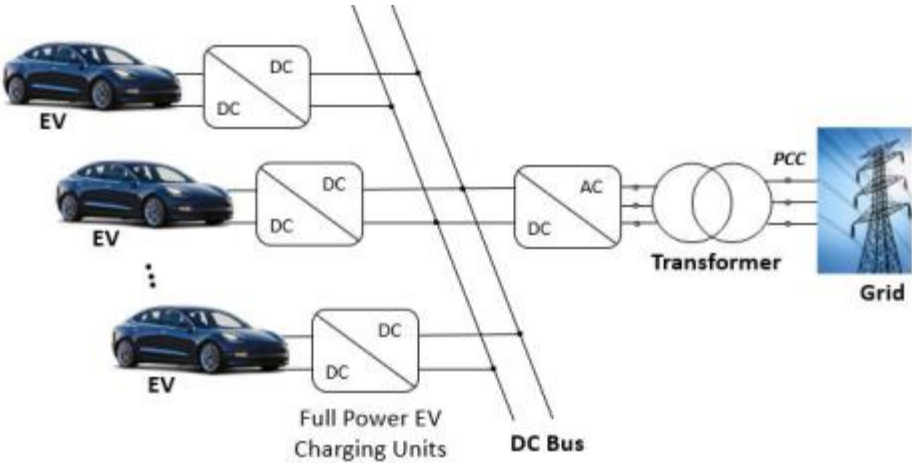 DC
DC
EV
DC
DC
EV
AC
DC
PCC
Transformer
Grid
DC
DC
EV
Full Power EV
Charging Units
DC Bus